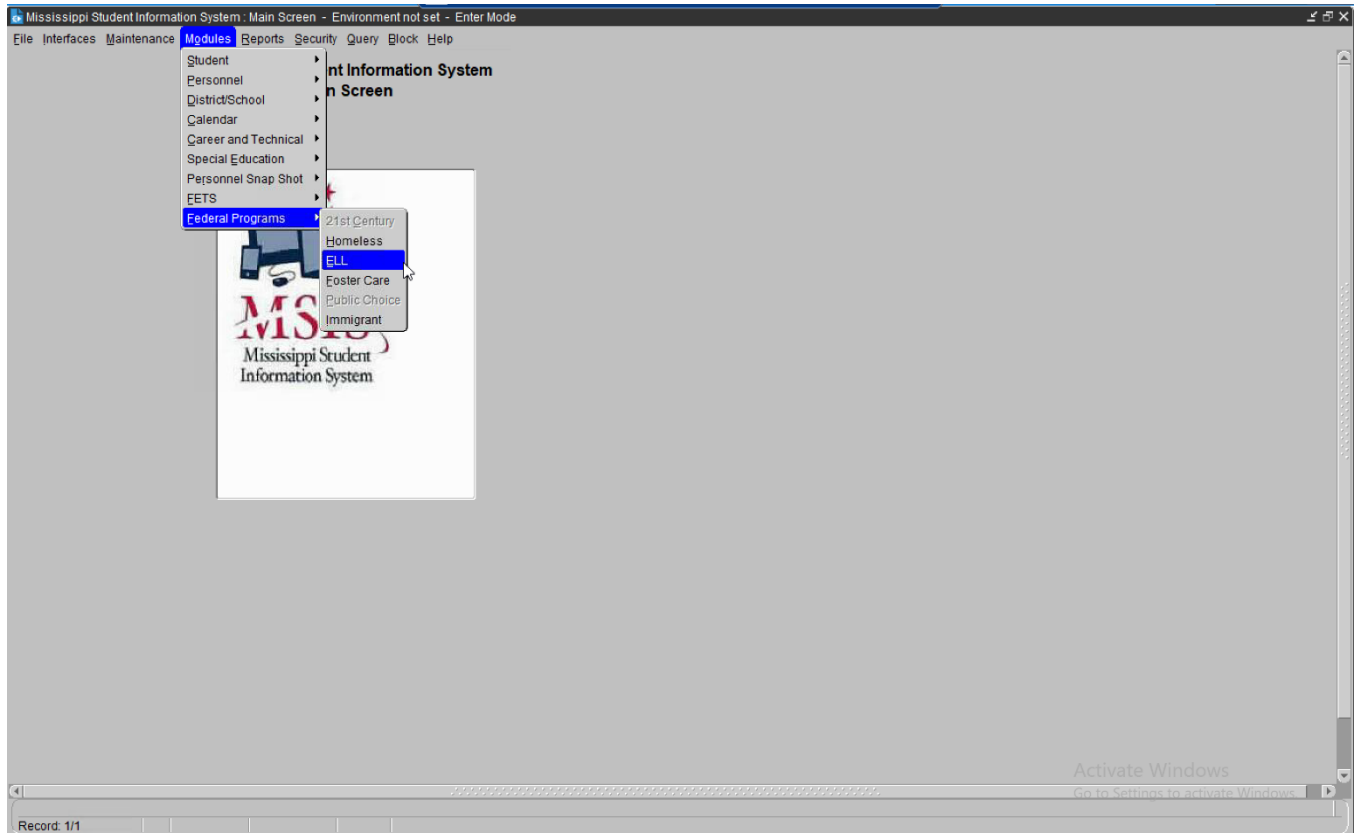 Mississippi Student Information System : Main Screen - Environment not set - Enter Mode
File Interfaces Maintenance Modules Reports Security Query Block Help
nt Information System
n Screen
Student
Personnel
District/School
Calendar
Career and Technical
Special Education
Personnel Snap Shot
FETS
Federal Programs
21st Century
Homeless
ELL
Foster Care
Public Choice
Immigrant
MSIS
Mississippi Student
Information System
Activate Windows
Go to Settings to activate Windows.
Record: 1/1